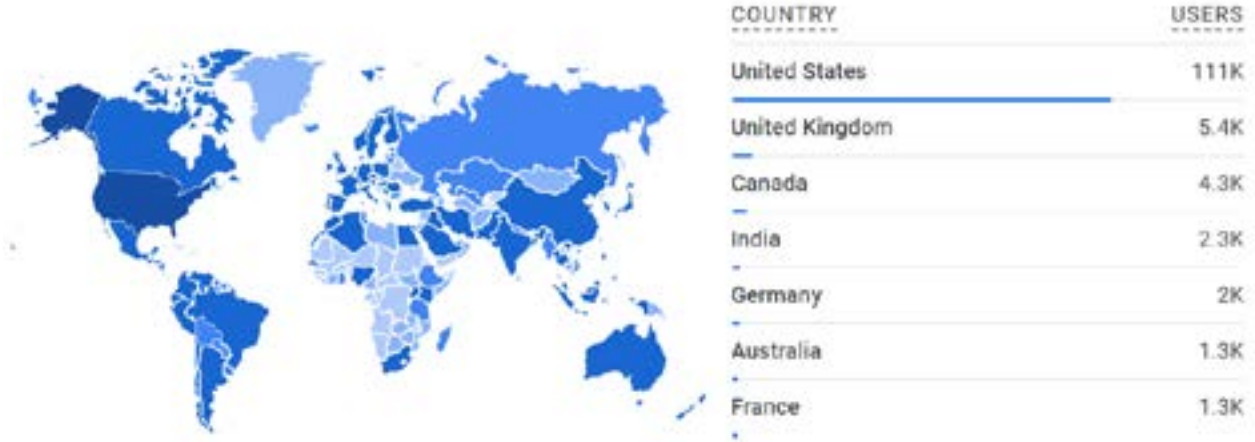 COUNTRY USERS
United States 111K
United Kingdom 5.4K
Canada 4.3K
India 2.3K
Germany 2K
Australia 1.3K
France 1.3K